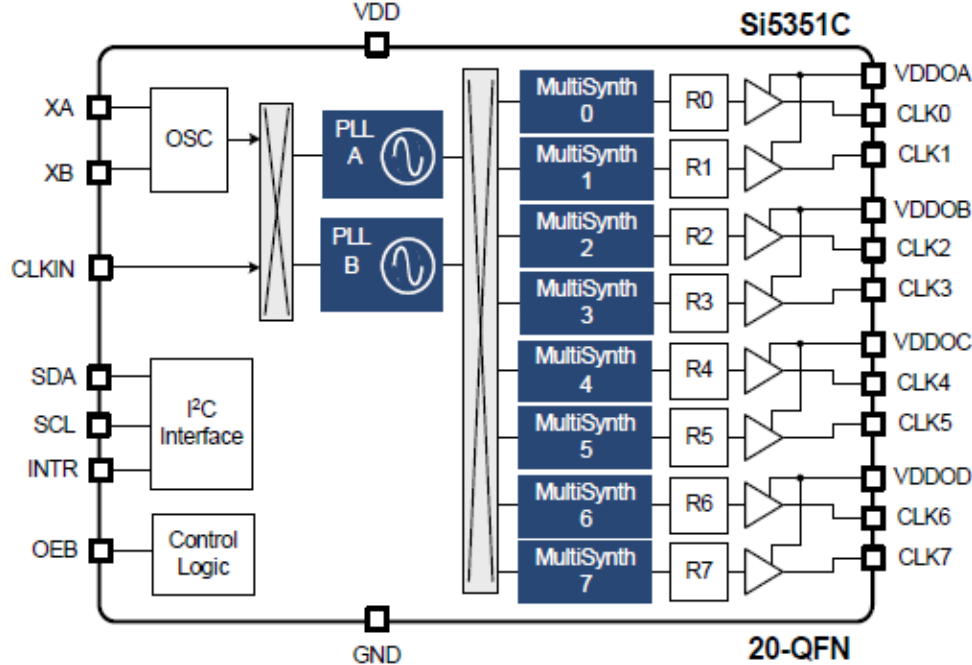 VDD
Si5351C
XA
XB
CLKIN
SDA
SCL
INTR
OEB
OSC
PLL
A
PLL
B
I²C
Interface
Control
Logic
MultiSynth
0
MultiSynth
1
MultiSynth
2
MultiSynth
3
MultiSynth
4
MultiSynth
5
MultiSynth
6
MultiSynth
7
R0
R1
R2
R3
R4
R5
R6
R7
VDDOA
CLK0
CLK1
VDDOB
CLK2
CLK3
VDDOC
CLK4
CLK5
VDDOD
CLK6
CLK7
GND
20-QFN